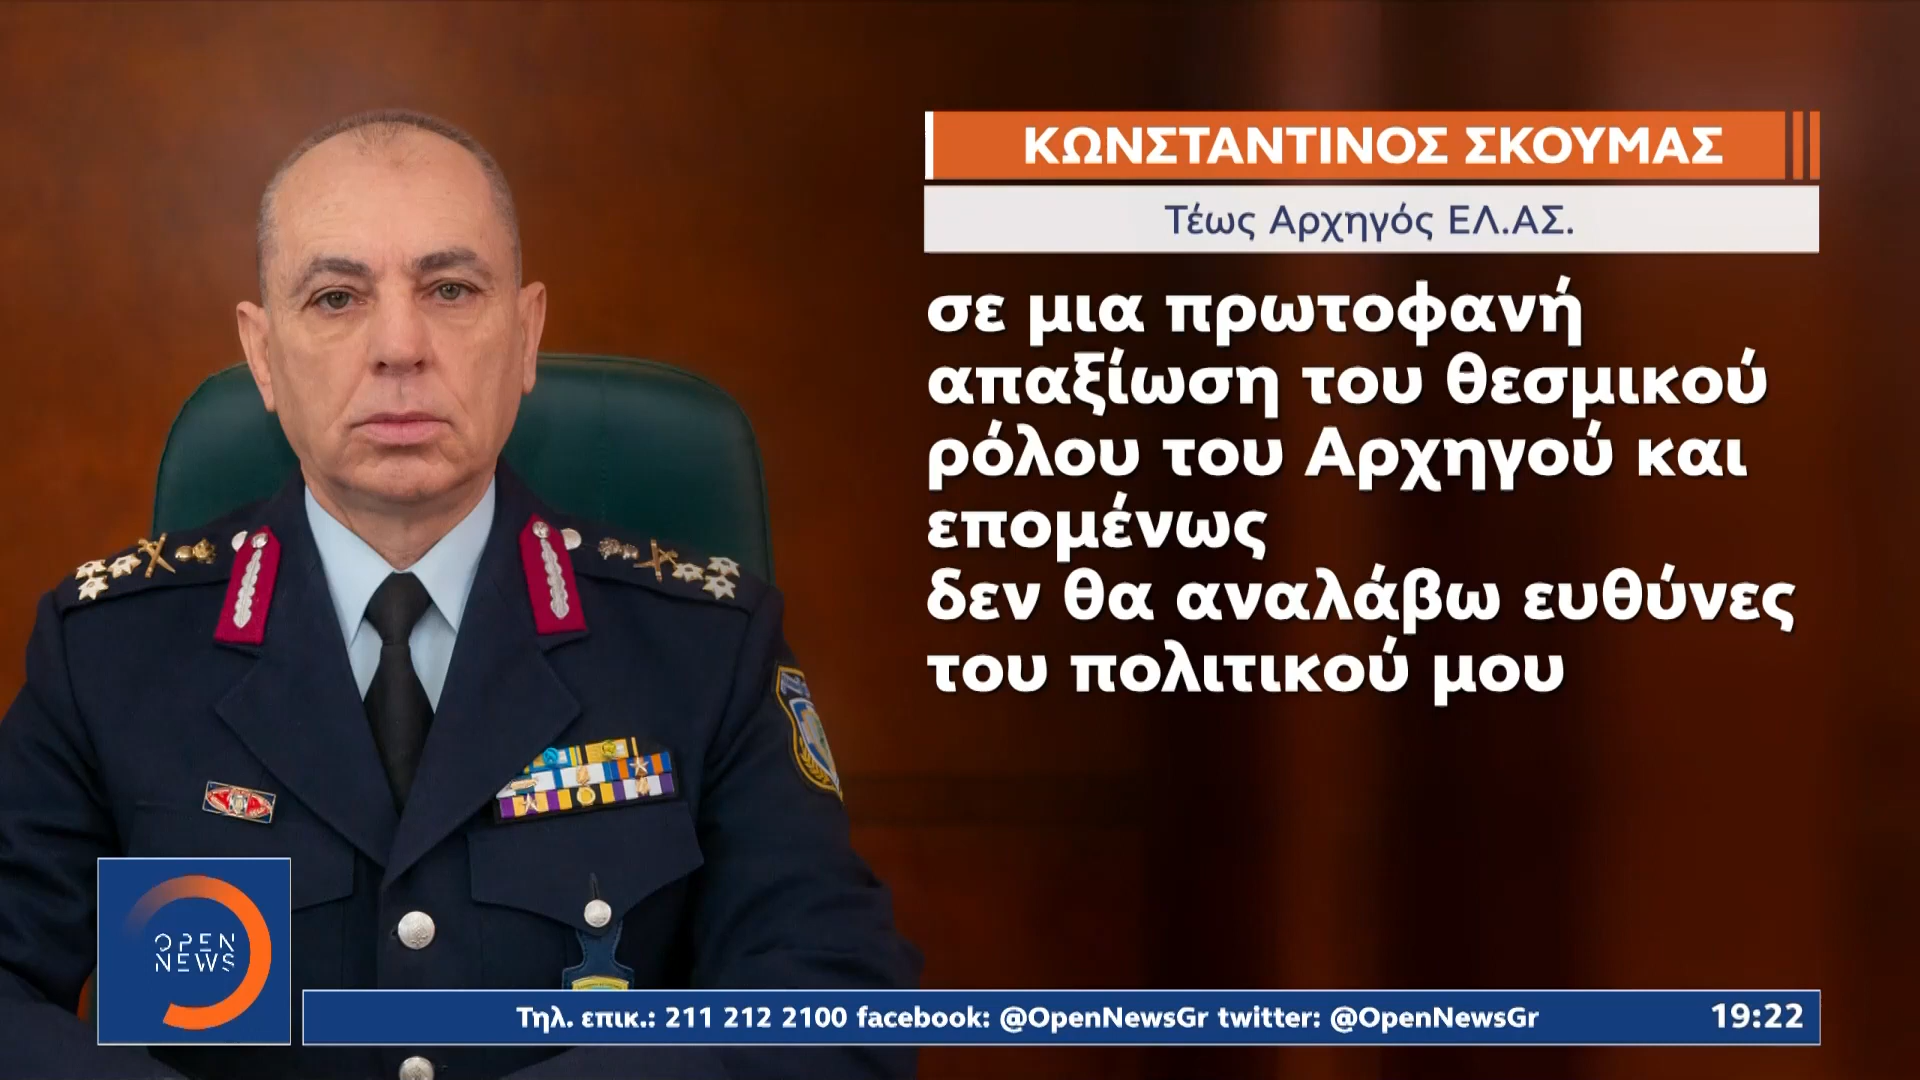 ΚΩΝΣΤΑΝΤΙΝΟΣ ΣΚΟΥΜΑΣ
Τέως Αρχηγός ΕΛ.ΑΣ.
σε μια πρωτοφανή
απαξίωση του θεσμικού
ρόλου του Αρχηγού και
επομένως
δεν θα αναλάβω ευθύνες
του πολιτικού μου
OPEN
NEWS
Τηλ. επικ.: 211 212 2100 facebook: @OpenNewsGr twitter: @OpenNewsGr
19:22